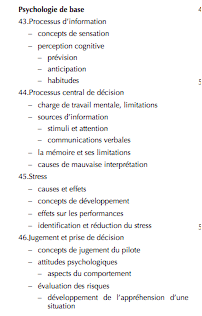 Psychologie de base
43.Processus d'information
– concepts de sensation
– perception cognitive
– prévision
– anticipation
– habitudes
44.Processus central de décision
– charge de travail mentale, limitations
– sources d'information
– stimuli et attention
– communications verbales
– la mémoire et ses limitations
– causes de mauvaise interprétation
45.Stress
– causes et effets
– concepts de développement
– effets sur les performances
– identification et réduction du stress
46.Jugement et prise de décision
– concepts de jugement du pilote
– attitudes psychologiques
– aspects du comportement
– évaluation des risques
– développement de l'appréhension d'une
situation